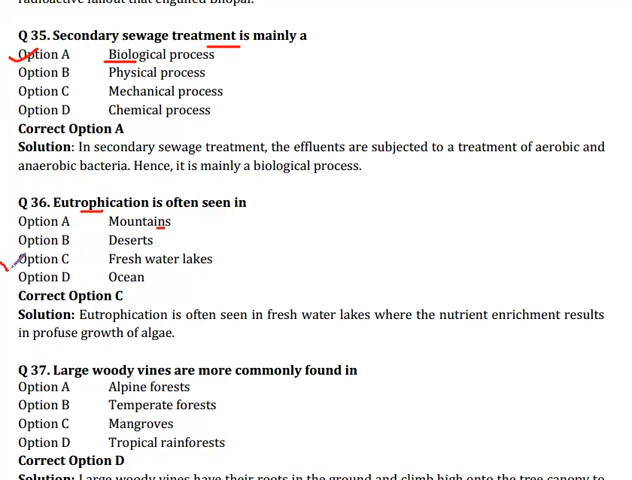 radioactive fallout that engulfed Bhopal.
Q 35. Secondary sewage treatment is mainly a
Option A Biological process
Option B Physical process
Option C Mechanical process
Option D Chemical process
Correct Option A
Solution: In secondary sewage treatment, the effluents are subjected to a treatment of aerobic and
anaerobic bacteria. Hence, it is mainly a biological process.
Q 36. Eutrophication is often seen in
Option A Mountains
Option B Deserts
Option C Fresh water lakes
Option D Ocean
Correct Option C
Solution: Eutrophication is often seen in fresh water lakes where the nutrient enrichment results
in profuse growth of algae.
Q 37. Large woody vines are more commonly found in
Option A Alpine forests
Option B Temperate forests
Option C Mangroves
Option D Tropical rainforests
Correct Option D
Solution: Large woody vines have their roots in the ground and climb high onto the tree canopy to